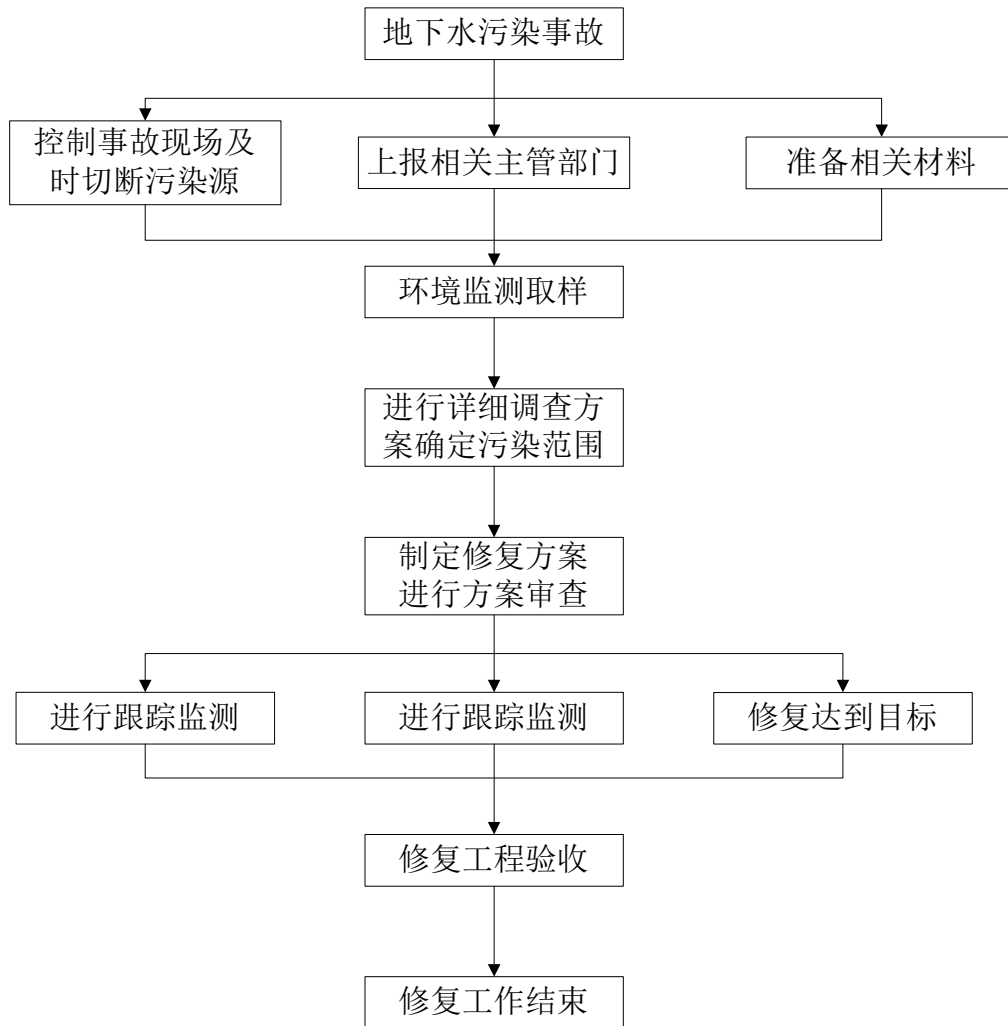 地下水污染事故
控制事故现场及
时切断污染源
上报相关主管部门
准备相关材料
环境监测取样
进行详细调查方
案确定污染范围
制定修复方案
进行方案审查
进行跟踪监测
进行跟踪监测
修复达到目标
修复工程验收
修复工作结束